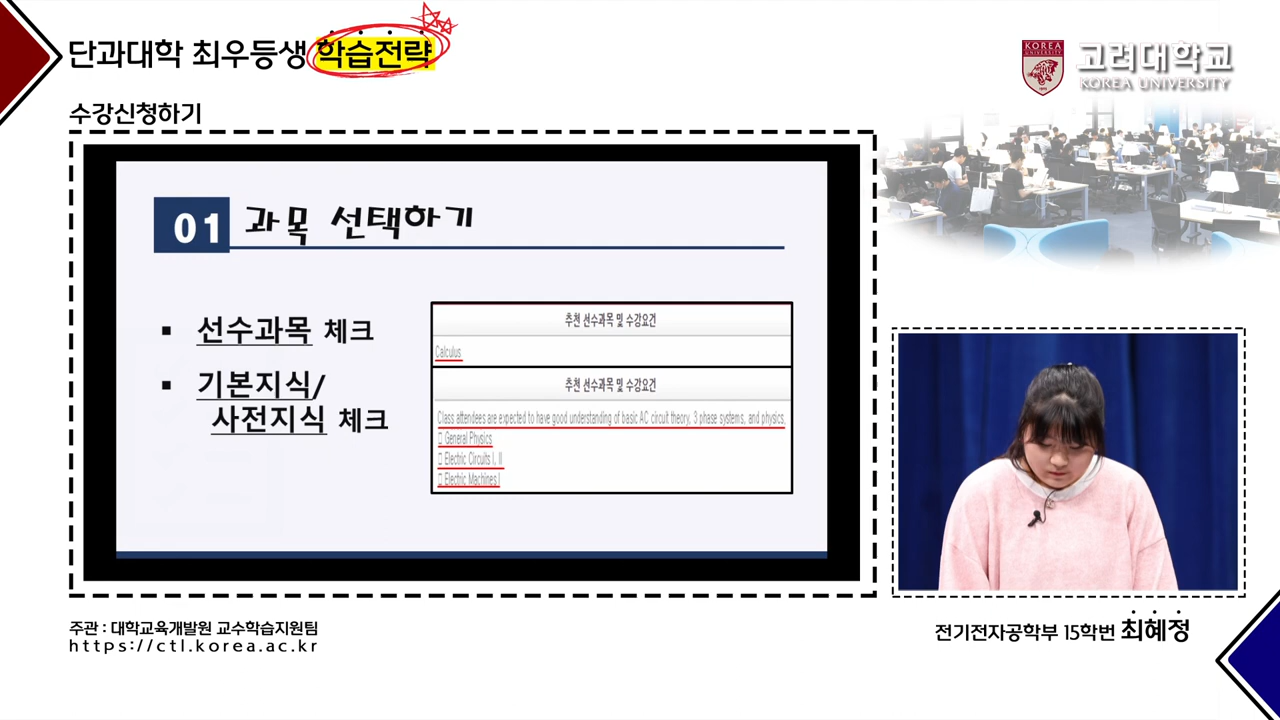 단과대학 최우등생 학습전략
KOREA
UNIVERSITY
1905
고려대학교
KOREA UNIVERSITY
수강신청하기
01 과목 선택하기
▪ 선수과목 체크
▪ 기본지식/
사전지식 체크
추천 선수과목 및 수강요건
Calculus
추천 선수과목 및 수강요건
Class attendees are expected to have good understanding of basic AC circuit theory, 3 phase systems, and physics.
□ General Physics
□ Electric Circuits I, II
□ Electric Machines I
주관 : 대학교육개발원 교수학습지원팀
https://ctl.korea.ac.kr
전기전자공학부 15학번 최혜정